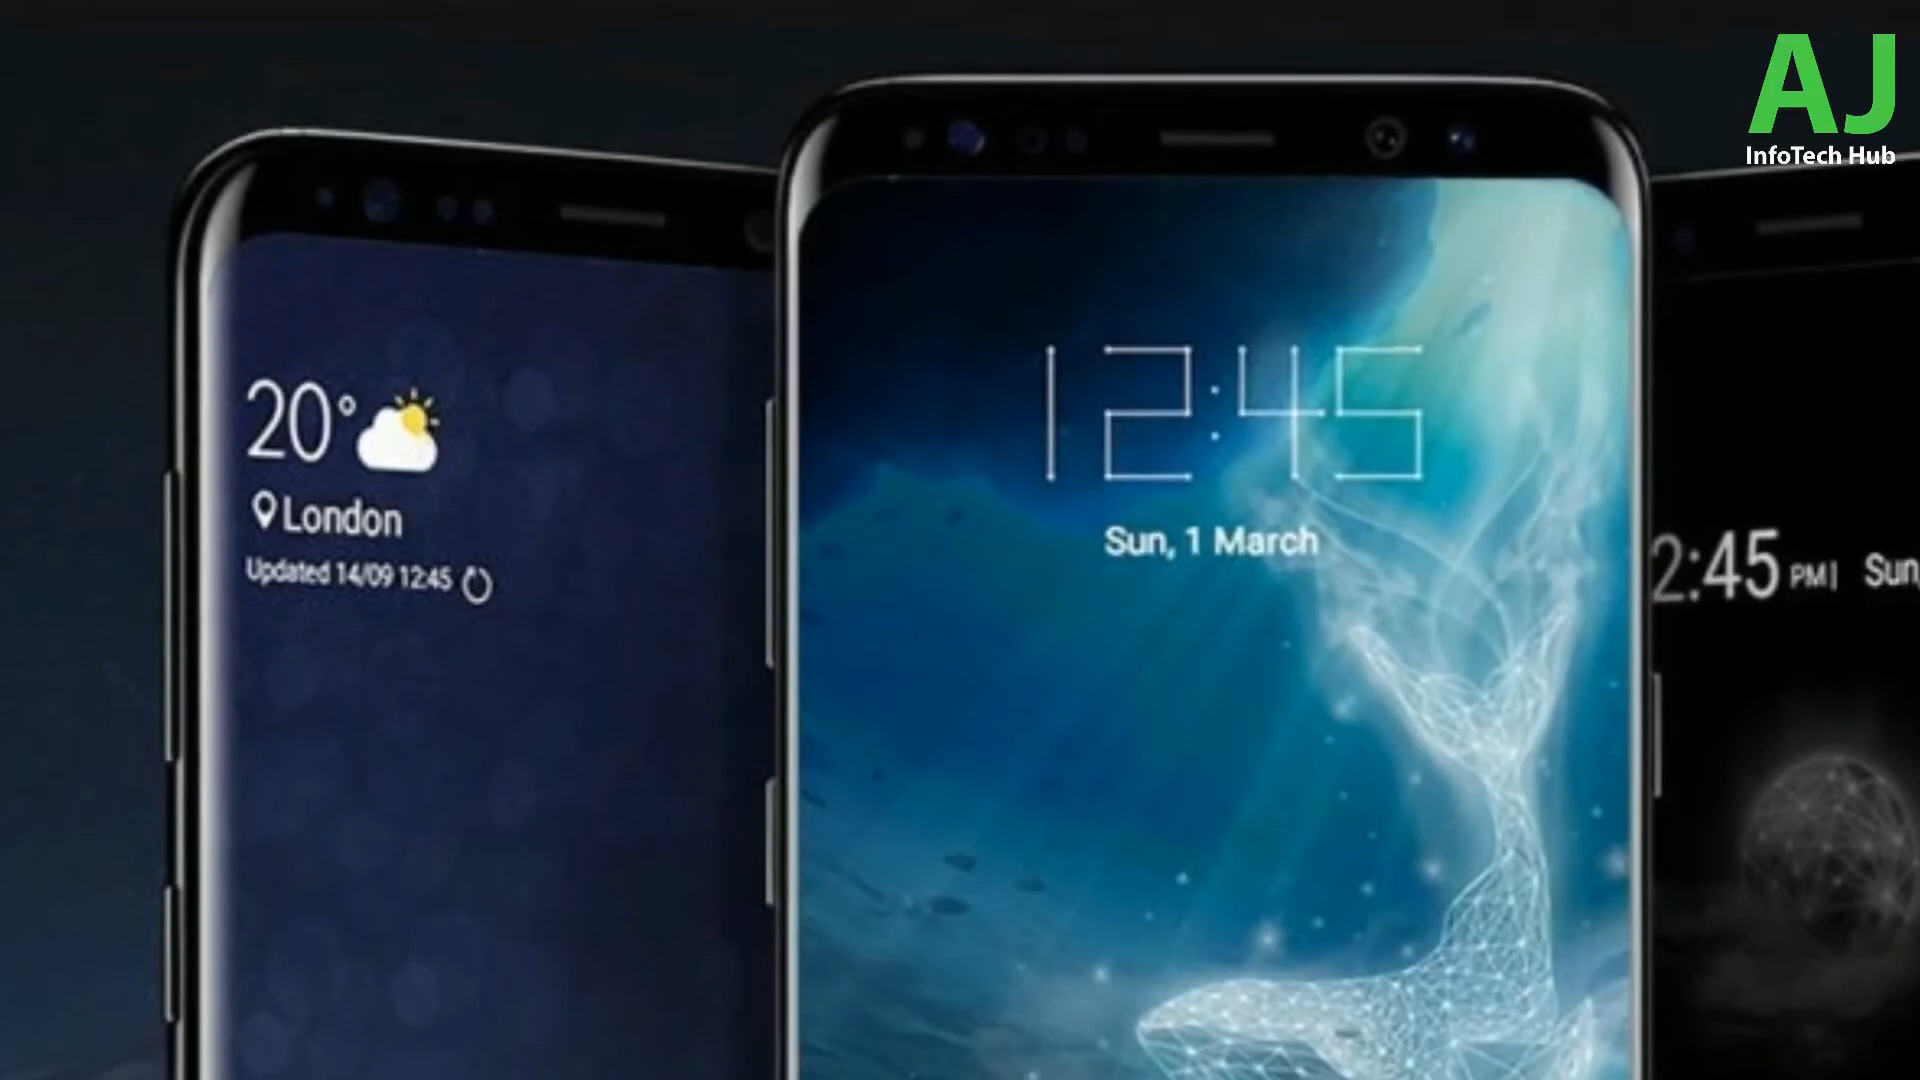 AJ
InfoTech Hub
20°
London
Updated 14/09 12:45
12:45
Sun, 1 March
2:45 PM| Sun,